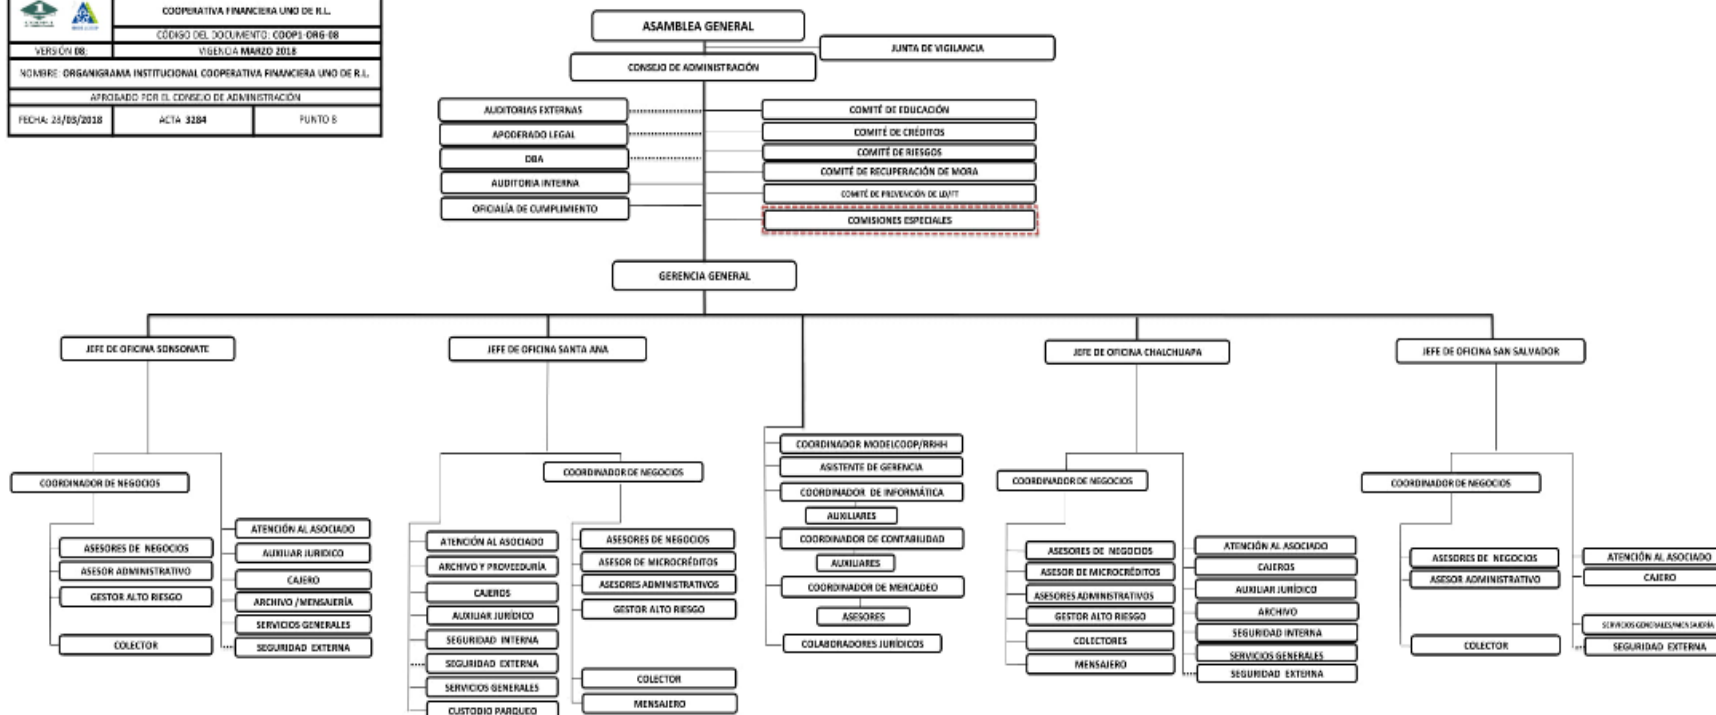 COOPERATIVA FINANCIERA UNO DE R.L.
CÓDIGO DEL DOCUMENTO: COOP1-ORG-08
VERSIÓN 08: VIGENCIA MARZO 2018
NOMBRE: ORGANIGRAMA INSTITUCIONAL COOPERATIVA FINANCIERA UNO DE R.L.
APROBADO POR EL CONSEJO DE ADMINISTRACIÓN
FECHA: 28/03/2018 ACTA 3284 PUNTO 8
ASAMBLEA GENERAL
JUNTA DE VIGILANCIA
CONSEJO DE ADMINISTRACIÓN
AUDITORIAS EXTERNAS
APODERADO LEGAL
DBA
AUDITORIA INTERNA
OFICIALÍA DE CUMPLIMIENTO
COMITÉ DE EDUCACIÓN
COMITÉ DE CRÉDITOS
COMITÉ DE RIESGOS
COMITÉ DE RECUPERACIÓN DE MORA
COMITÉ DE PREVENCIÓN DE LD/FT
COMISIONES ESPECIALES
GERENCIA GENERAL
JEFE DE OFICINA SONSONATE
COORDINADOR DE NEGOCIOS
ASESORES DE NEGOCIOS
ASESOR ADMINISTRATIVO
GESTOR ALTO RIESGO
COLECTOR
ATENCIÓN AL ASOCIADO
AUXILIAR JURIDICO
CAJERO
ARCHIVO /MENSAJERÍA
SERVICIOS GENERALES
SEGURIDAD EXTERNA
JEFE DE OFICINA SANTA ANA
COORDINADOR DE NEGOCIOS
ATENCIÓN AL ASOCIADO
ARCHIVO Y PROVEEDURÍA
CAJEROS
AUXILIAR JURÍDICO
SEGURIDAD INTERNA
SEGURIDAD EXTERNA
SERVICIOS GENERALES
CUSTODIO PARQUEO
ASESORES DE NEGOCIOS
ASESOR DE MICROCRÉDITOS
ASESORES ADMINISTRATIVOS
GESTOR ALTO RIESGO
COLECTOR
MENSAJERO
COORDINADOR MODELCOOP/RRHH
ASISTENTE DE GERENCIA
COORDINADOR DE INFORMÁTICA
AUXILIARES
COORDINADOR DE CONTABILIDAD
AUXILIARES
COORDINADOR DE MERCADEO
ASESORES
COLABORADORES JURÍDICOS
JEFE DE OFICINA CHALCHUAPA
COORDINADOR DE NEGOCIOS
ASESORES DE NEGOCIOS
ASESOR DE MICROCRÉDITOS
ASESORES ADMINISTRATIVOS
GESTOR ALTO RIESGO
COLECTORES
MENSAJERO
ATENCIÓN AL ASOCIADO
CAJEROS
AUXILIAR JURÍDICO
ARCHIVO
SEGURIDAD INTERNA
SERVICIOS GENERALES
SEGURIDAD EXTERNA
JEFE DE OFICINA SAN SALVADOR
COORDINADOR DE NEGOCIOS
ASESORES DE NEGOCIOS
ASESOR ADMINISTRATIVO
COLECTOR
ATENCIÓN AL ASOCIADO
CAJERO
SERVICIOS GENERALES/MENSAJERÍA
SEGURIDAD EXTERNA